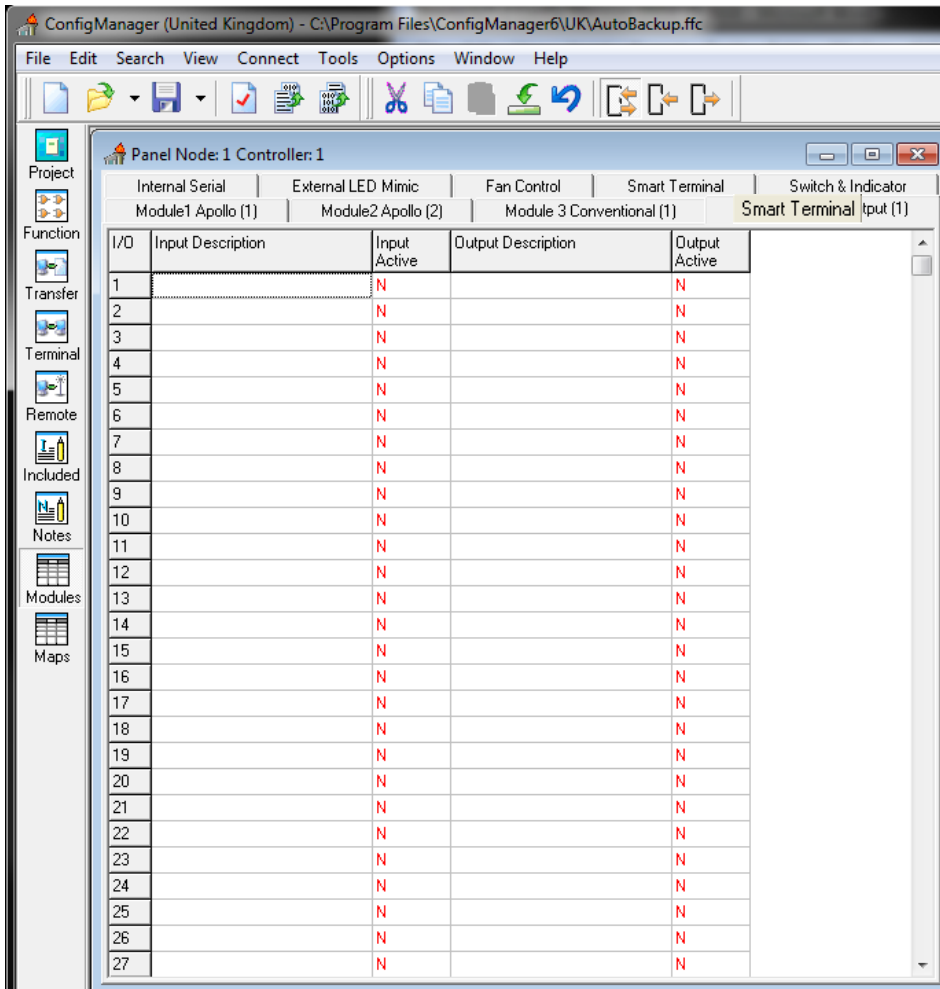 ConfigManager (United Kingdom) - C:\Program Files\ConfigManager6\UK\AutoBackup.ffc
File Edit Search View Connect Tools Options Window Help
Project
Function
Transfer
Terminal
Remote
Included
Notes
Modules
Maps
Panel Node: 1 Controller: 1
Internal Serial External LED Mimic Fan Control Smart Terminal Switch & Indicator
Module1 Apollo (1) Module2 Apollo (2) Module 3 Conventional (1) Smart Terminal tput (1)
I/O Input Description Input Active Output Description Output Active
1 N N
2 N N
3 N N
4 N N
5 N N
6 N N
7 N N
8 N N
9 N N
10 N N
11 N N
12 N N
13 N N
14 N N
15 N N
16 N N
17 N N
18 N N
19 N N
20 N N
21 N N
22 N N
23 N N
24 N N
25 N N
26 N N
27 N N